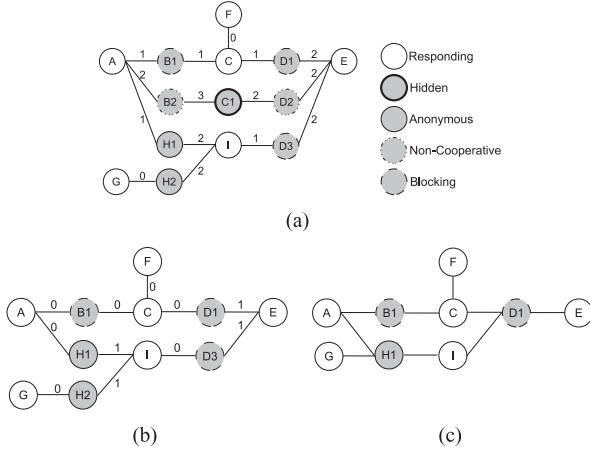 F
0
A 1 B1 1 C 1 D1 2 E
2 B2 3 C1 2 D2 2
1 H1 2 I 1 D3 2
G 0 H2 2
Responding
Hidden
Anonymous
Non-Cooperative
Blocking
(a)
F
0
A 0 B1 0 C 0 D1 1 E
0 H1 1 I 0 D3 1
G 0 H2 1
(b)
F
A B1 C D1 E
G H1 I
(c)